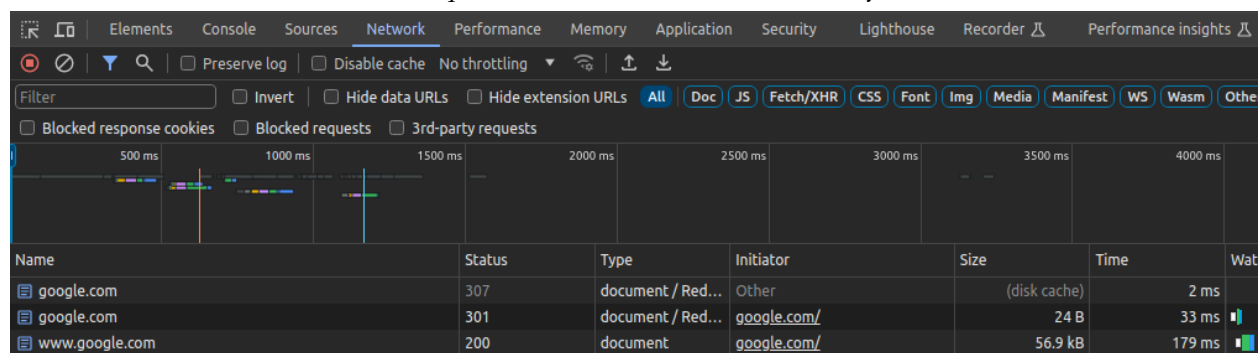 Elements Console Sources Network Performance Memory Application Security Lighthouse Recorder Performance insights
Preserve log Disable cache No throttling
Filter Invert Hide data URLs Hide extension URLs All Doc JS Fetch/XHR CSS Font Img Media Manifest WS Wasm Othe
Blocked response cookies Blocked requests 3rd-party requests
500 ms 1000 ms 1500 ms 2000 ms 2500 ms 3000 ms 3500 ms 4000 ms
Name Status Type Initiator Size Time Wat
google.com 307 document / Red... Other (disk cache) 2 ms
google.com 301 document / Red... google.com/ 24 B 33 ms
www.google.com 200 document google.com/ 56.9 kB 179 ms